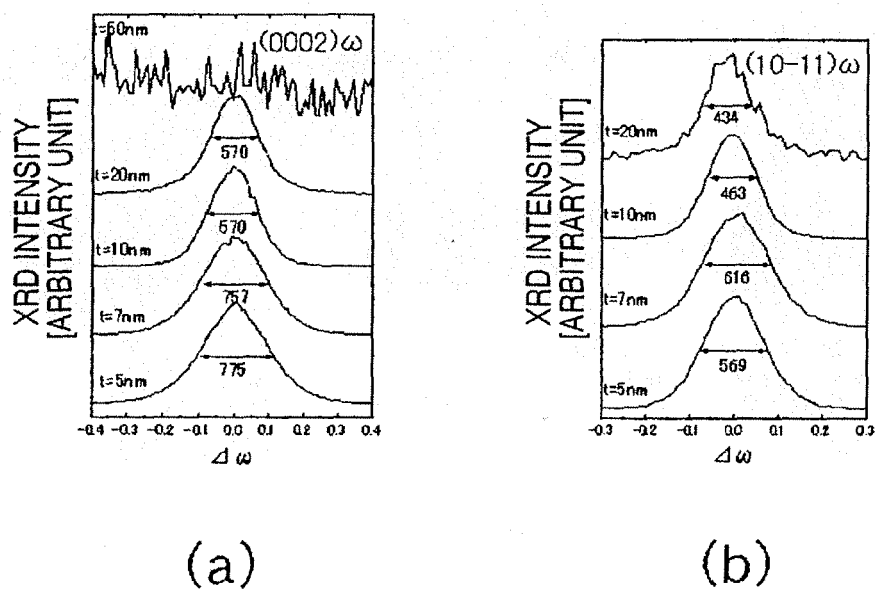 t=50nm
(0002)ω
XRD INTENSITY
[ARBITRARY UNIT]
570
t=20nm
570
t=10nm
757
t=7nm
775
t=5nm
-0.4 -0.3 -0.2 -0.1 0.0 0.1 0.2 0.3 0.4
Δω
(a)
(10-11)ω
XRD INTENSITY
[ARBITRARY UNIT]
434
t=20nm
463
t=10nm
616
t=7nm
569
t=5nm
-0.3 -0.2 -0.1 0.0 0.1 0.2 0.3
Δω
(b)